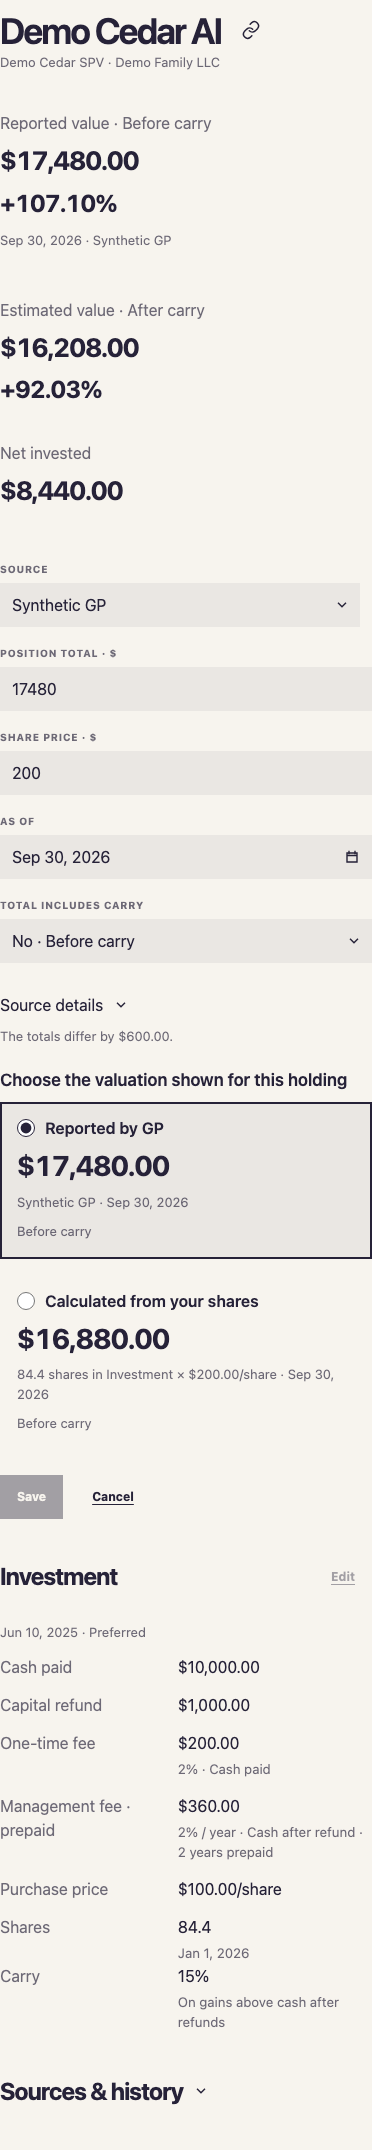 Demo Cedar AI
Demo Cedar SPV · Demo Family LLC
Reported value · Before carry
$17,480.00
+107.10%
Sep 30, 2026 · Synthetic GP
Estimated value · After carry
$16,208.00
+92.03%
Net invested
$8,440.00
SOURCE
Synthetic GP
POSITION TOTAL · $
17480
SHARE PRICE · $
200
AS OF
Sep 30, 2026
TOTAL INCLUDES CARRY
No · Before carry
Source details
The totals differ by $600.00.
Choose the valuation shown for this holding
Reported by GP
$17,480.00
Synthetic GP · Sep 30, 2026
Before carry
Calculated from your shares
$16,880.00
84.4 shares in Investment × $200.00/share · Sep 30,
2026
Before carry
Save Cancel
Investment Edit
Jun 10, 2025 · Preferred
Cash paid $10,000.00
Capital refund $1,000.00
One-time fee $200.00
2% · Cash paid
Management fee · $360.00
prepaid 2% / year · Cash after refund ·
2 years prepaid
Purchase price $100.00/share
Shares 84.4
Jan 1, 2026
Carry 15%
On gains above cash after
refunds
Sources & history